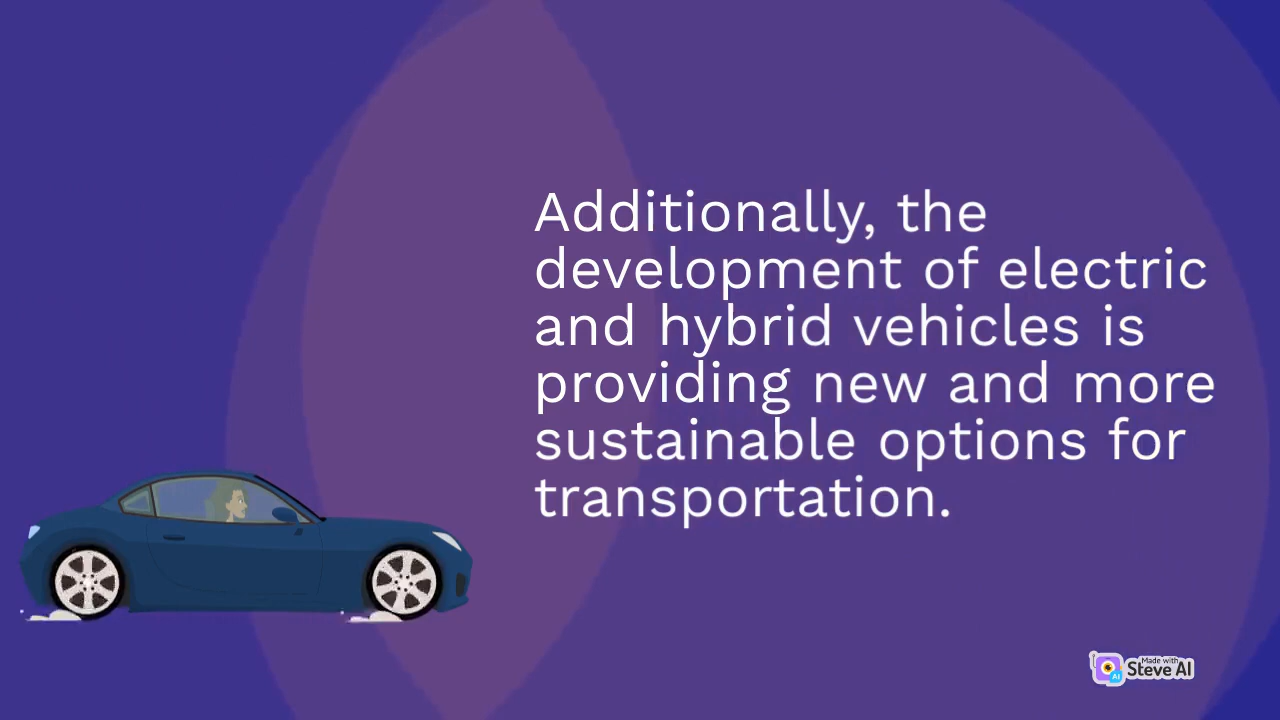 Additionally, the
development of electric
and hybrid vehicles is
providing new and more
sustainable options for
transportation.
Made with
Steve AI
AI